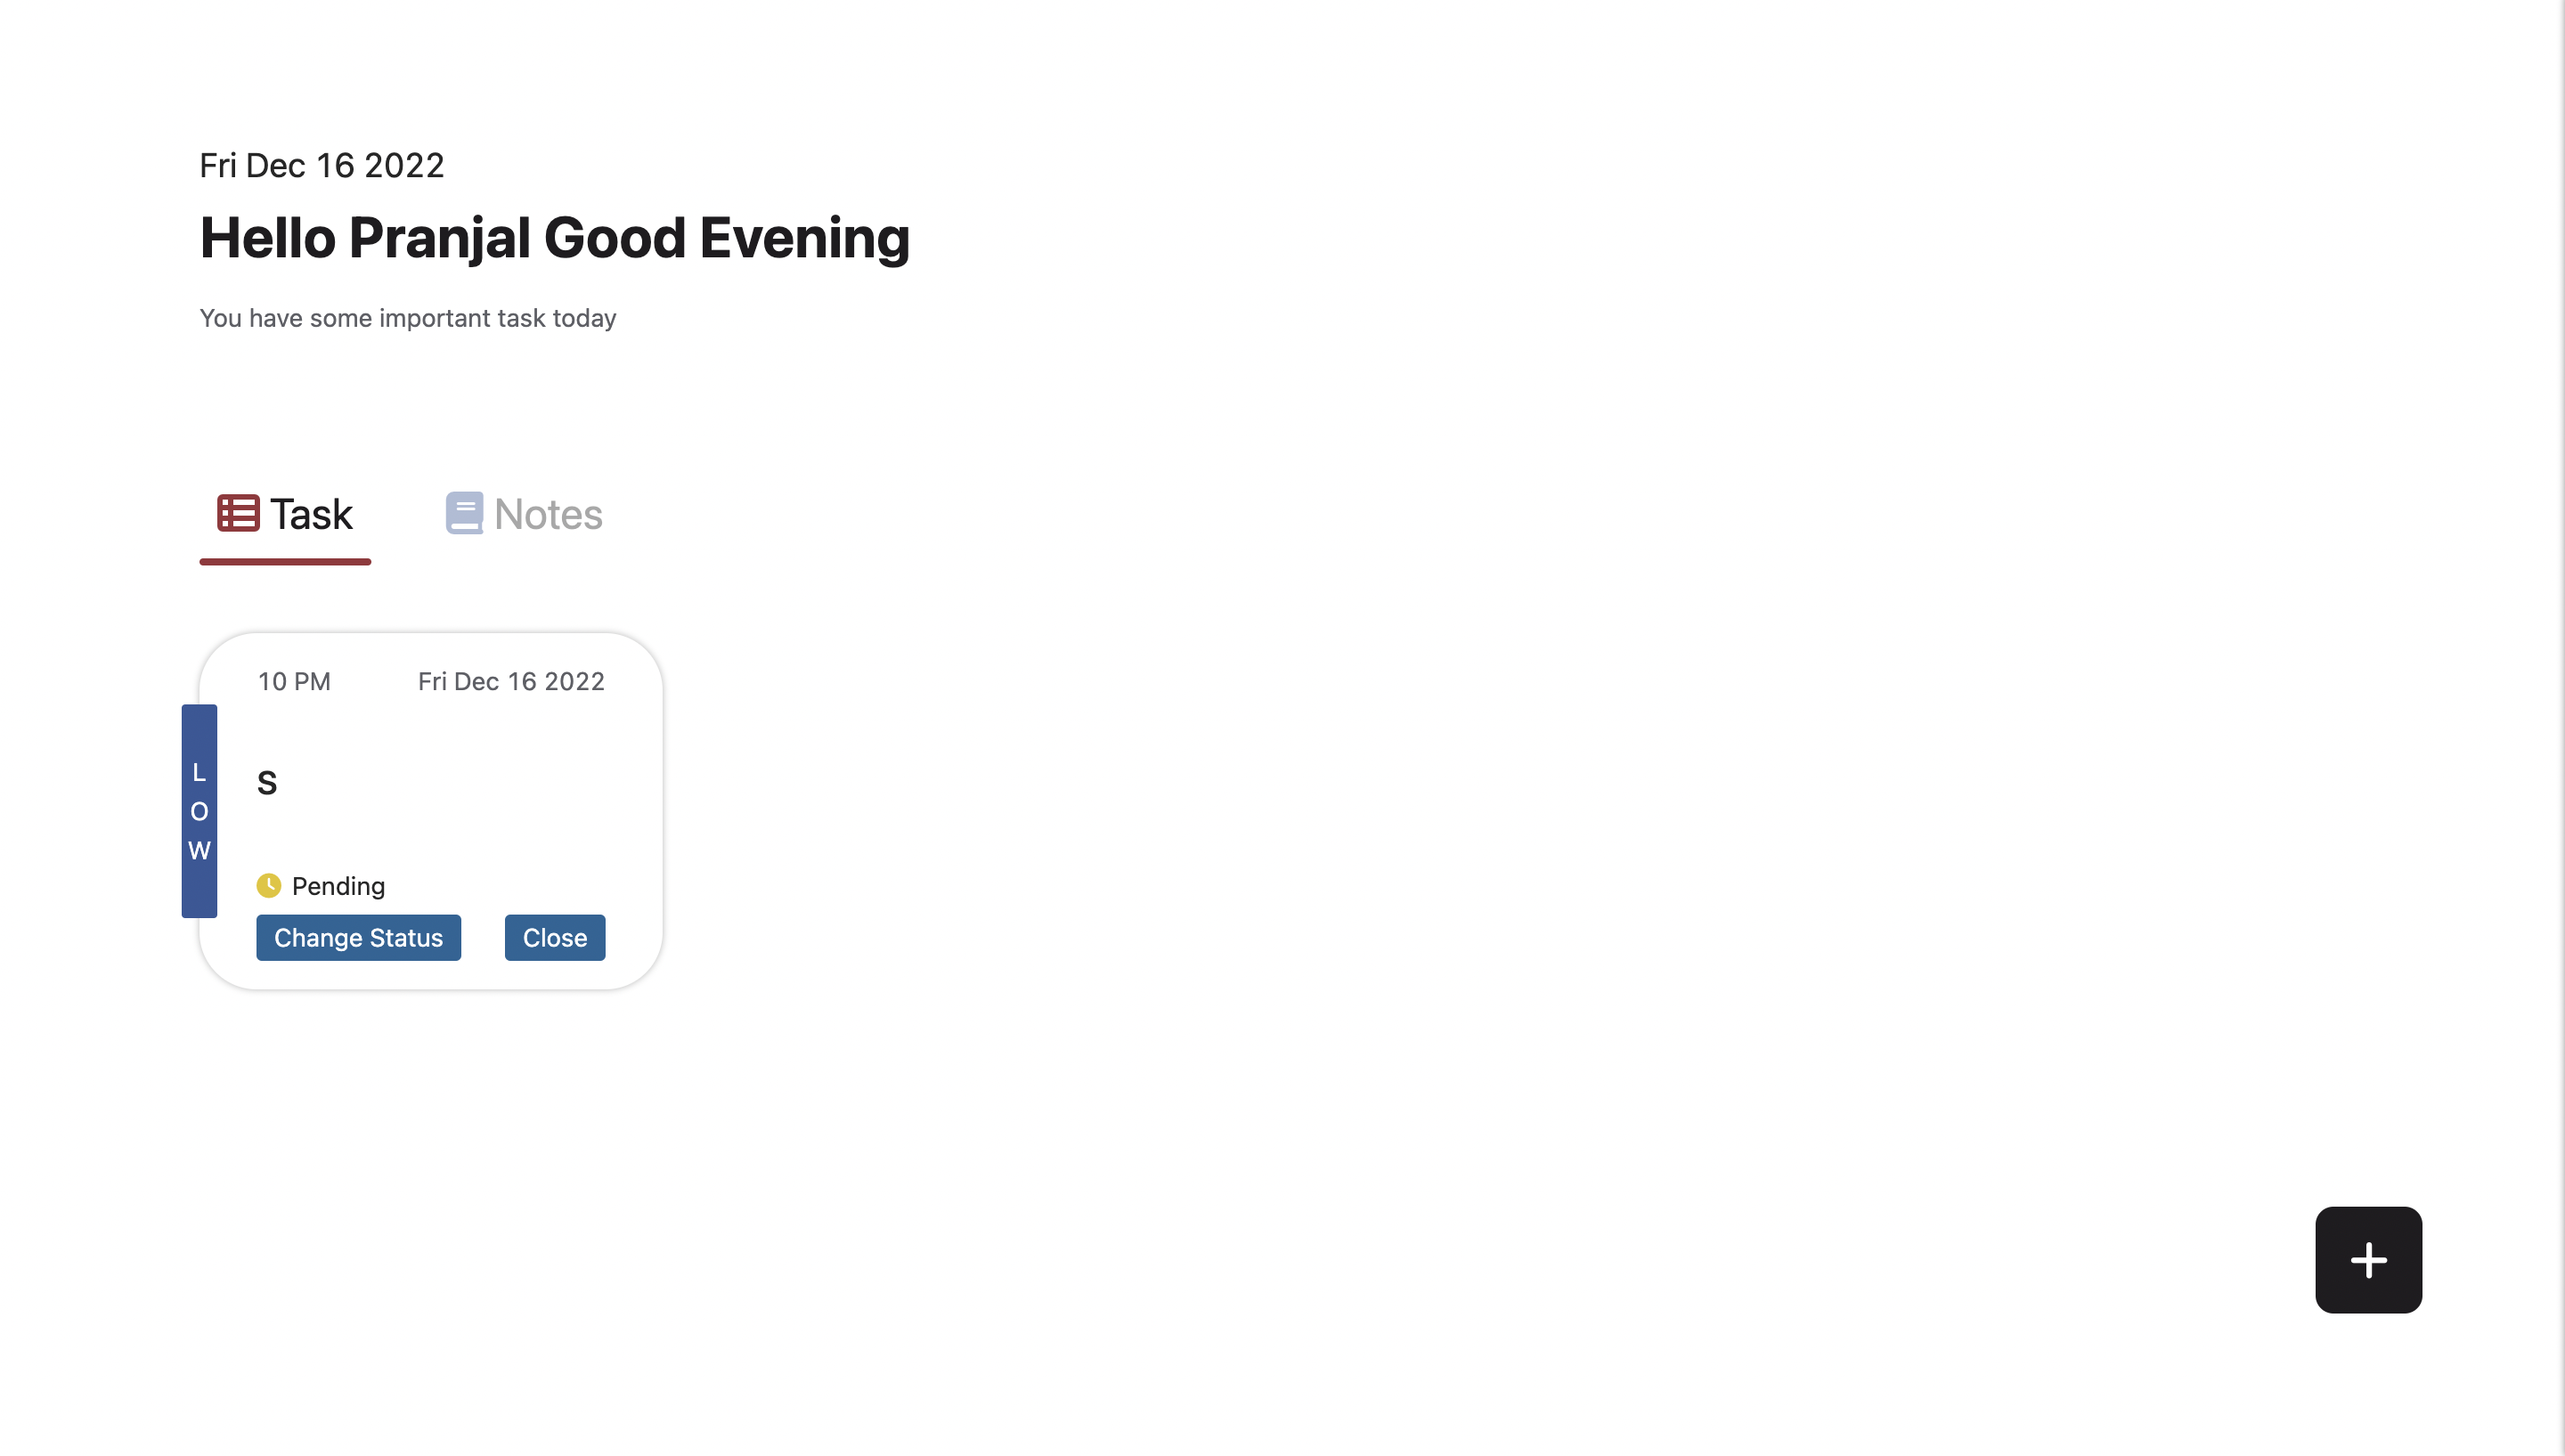 Fri Dec 16 2022
Hello Pranjal Good Evening
You have some important task today
Task Notes
10 PM Fri Dec 16 2022
LOW
s
Pending
Change Status Close